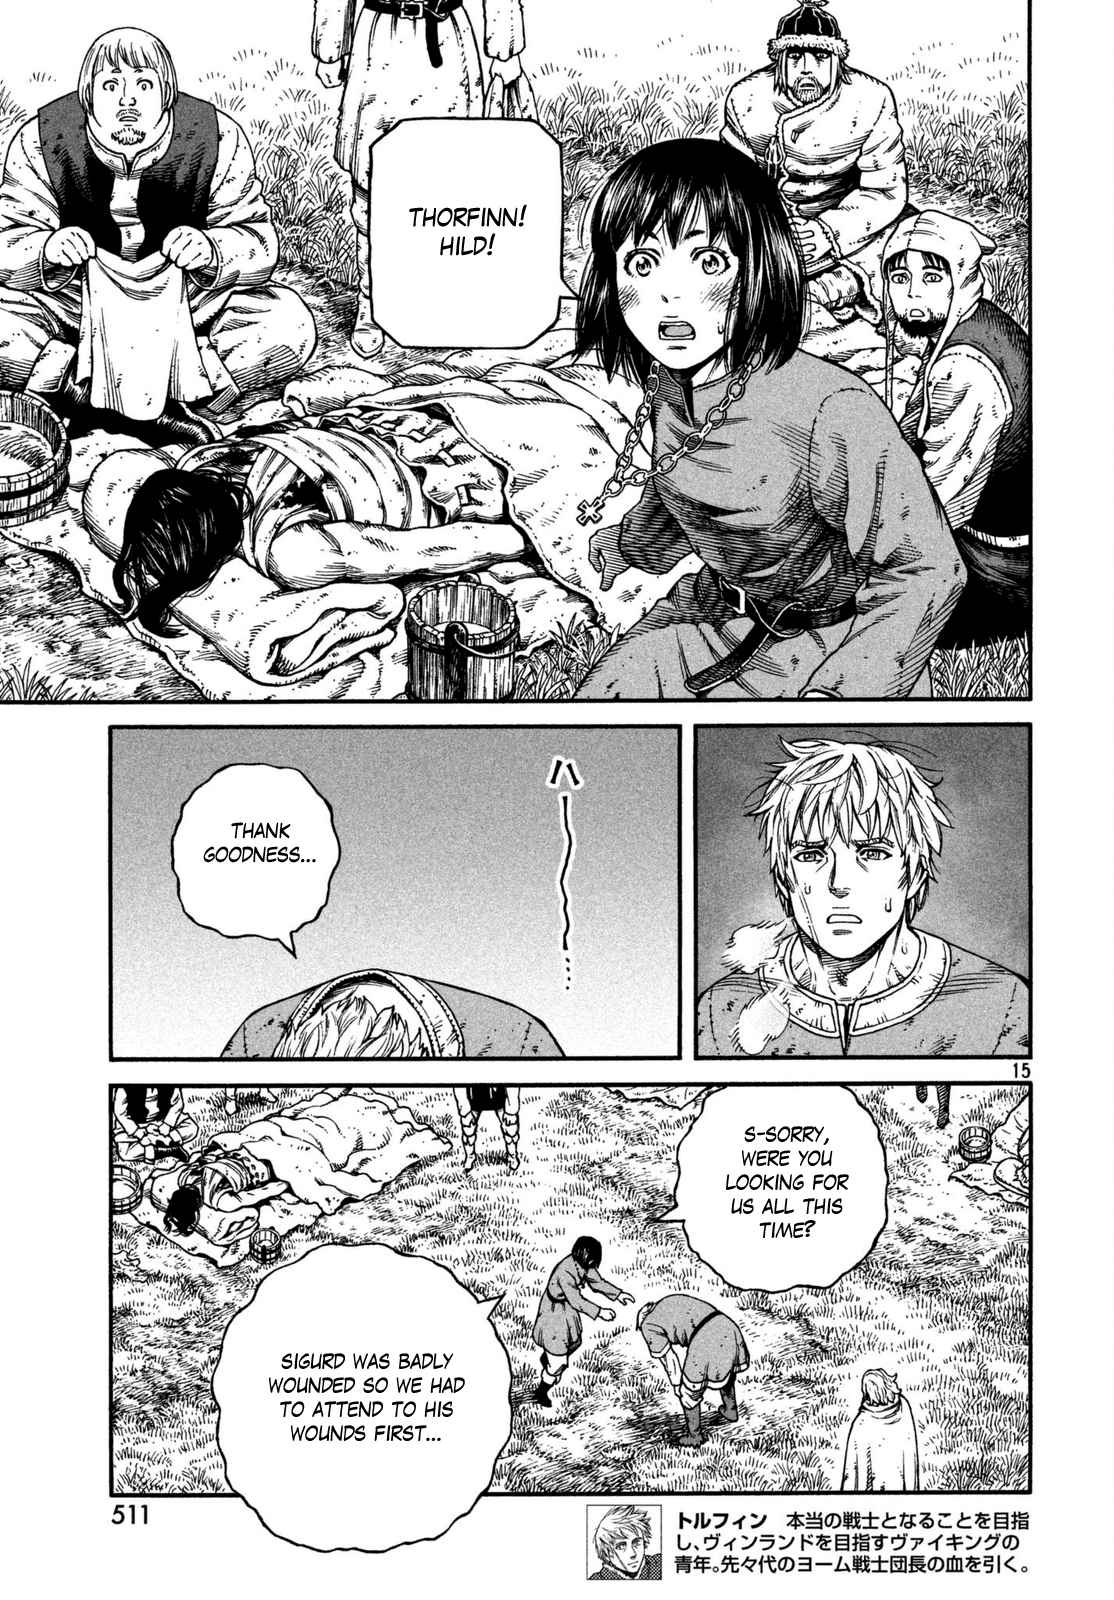 THORFINN!
HILD!
THANK
GOODNESS...
ハーー…
15
S-SORRY,
WERE YOU
LOOKING FOR
US ALL THIS
TIME?
SIGURD WAS BADLY
WOUNDED SO WE HAD
TO ATTEND TO HIS
WOUNDS FIRST...
511
トルフィン 本当の戦士となることを目指
し、ヴィンランドを目指すヴァイキングの
青年。先々代のヨーム戦士団長の血を引く。